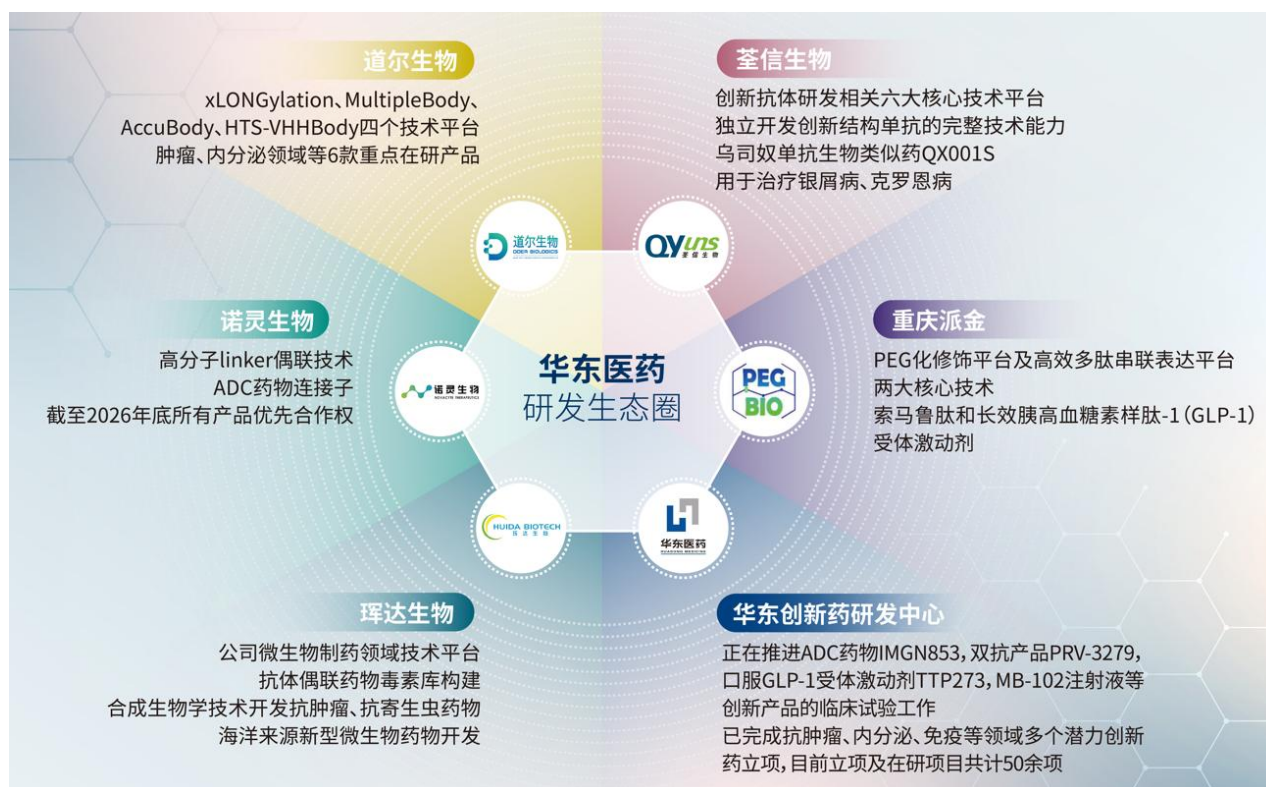 道尔生物
xLONGylation、MultipleBody、
AccuBody、HTS-VHHBody四个技术平台
肿瘤、内分泌领域等6款重点在研产品
荃信生物
创新抗体研发相关六大核心技术平台
独立开发创新结构单抗的完整技术能力
乌司奴单抗生物类似药QX001S
用于治疗银屑病、克罗恩病
道尔生物
DOER BIOLOGICS
QYuns
荃信生物
诺灵生物
高分子linker偶联技术
ADC药物连接子
截至2026年底所有产品优先合作权
诺灵生物
NOVALYTE THERAPEUTICS
华东医药
研发生态圈
PEG
BIO
重庆派金
PEG化修饰平台及高效多肽串联表达平台
两大核心技术
索马鲁肽和长效胰高血糖素样肽-1（GLP-1）
受体激动剂
HUIDA BIOTECH
珲达生物
华东医药
HUADONG MEDICINE
珲达生物
公司微生物制药领域技术平台
抗体偶联药物毒素库构建
合成生物学技术开发抗肿瘤、抗寄生虫药物
海洋来源新型微生物药物开发
华东创新药研发中心
正在推进ADC药物IMGN853，双抗产品PRV-3279，
口服GLP-1受体激动剂TTP273，MB-102注射液等
创新产品的临床试验工作
已完成抗肿瘤、内分泌、免疫等领域多个潜力创新
药立项，目前立项及在研项目共计50余项